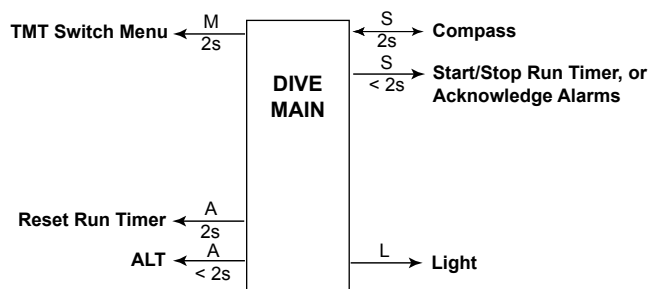 TMT Switch Menu
M
2s
S
2s
Compass
S
< 2s
Start/Stop Run Timer, or
Acknowledge Alarms
DIVE
MAIN
Reset Run Timer
A
2s
ALT
A
< 2s
L
Light